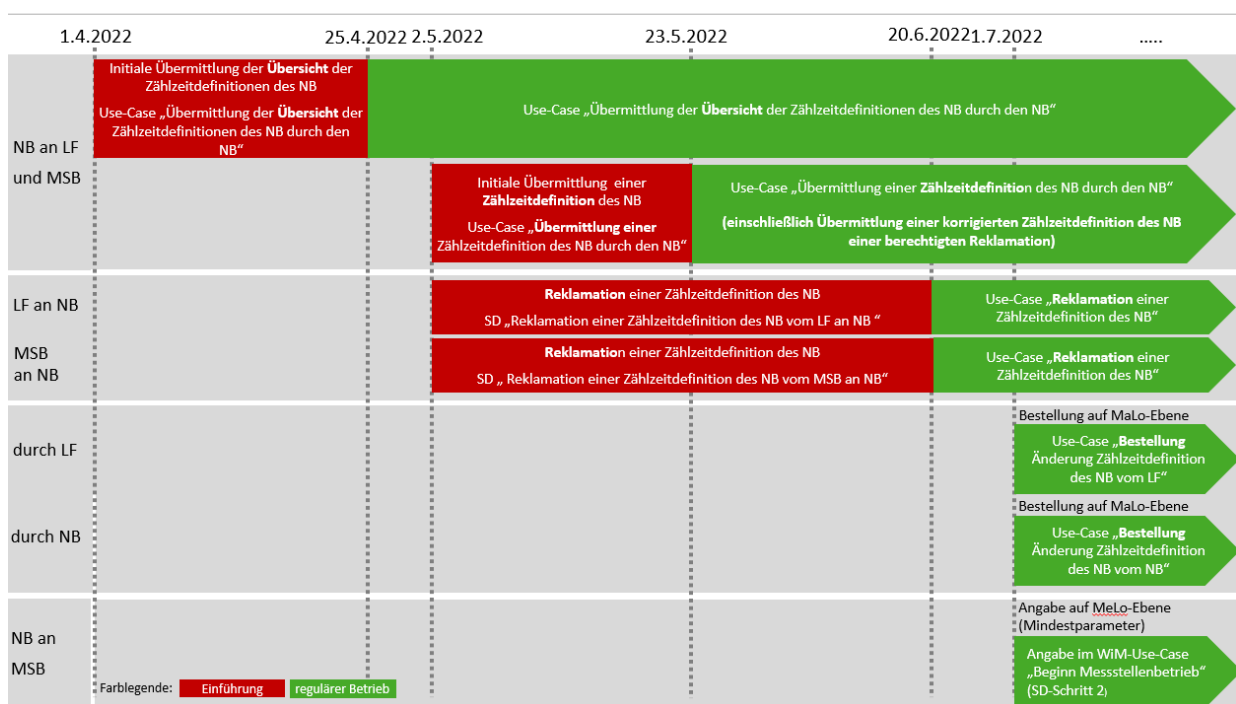 1.4.2022
25.4.2022
2.5.2022
23.5.2022
20.6.2022
1.7.2022
.....
NB an LF
und MSB
Initiale Übermittlung der Übersicht der
Zählzeitdefinitionen des NB
Use-Case „Übermittlung der Übersicht der
Zählzeitdefinitionen des NB durch den
NB“
Use-Case „Übermittlung der Übersicht der Zählzeitdefinitionen des NB durch den NB“
Initiale Übermittlung einer
Zählzeitdefinition des NB
Use-Case „Übermittlung einer
Zählzeitdefinition des NB durch den NB“
Use-Case „Übermittlung einer Zählzeitdefinition des NB durch den NB“
(einschließlich Übermittlung einer korrigierten Zählzeitdefinition des NB
einer berechtigten Reklamation)
LF an NB
Reklamation einer Zählzeitdefinition des NB
SD „Reklamation einer Zählzeitdefinition des NB vom LF an NB “
Use-Case „Reklamation einer
Zählzeitdefinition des NB“
MSB
an NB
Reklamation einer Zählzeitdefinition des NB
SD „ Reklamation einer Zählzeitdefinition des NB vom MSB an NB“
Use-Case „Reklamation einer
Zählzeitdefinition des NB“
durch LF
Bestellung auf MaLo-Ebene
Use-Case „Bestellung
Änderung Zählzeitdefinition
des NB vom LF“
durch NB
Bestellung auf MaLo-Ebene
Use-Case „Bestellung
Änderung Zählzeitdefinition
des NB vom NB“
NB an
MSB
Angabe auf MeLo-Ebene
(Mindestparameter)
Angabe im WiM-Use-Case
„Beginn Messstellenbetrieb“
(SD-Schritt 2)
Farblegende:
Einführung
regulärer Betrieb